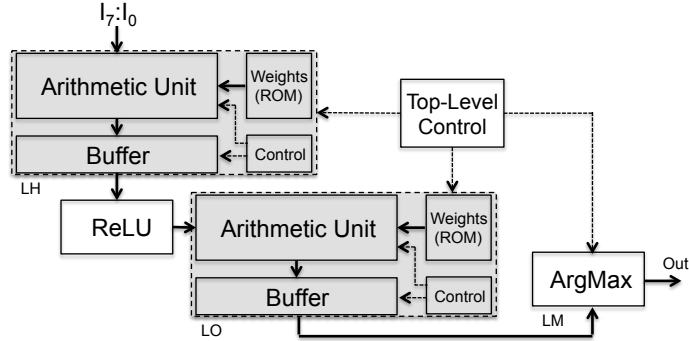 I7:I0
Arithmetic Unit
Weights
(ROM)
Top-Level
Control
Buffer
Control
LH
ReLU
Arithmetic Unit
Weights
(ROM)
Buffer
Control
LO
ArgMax
Out
LM